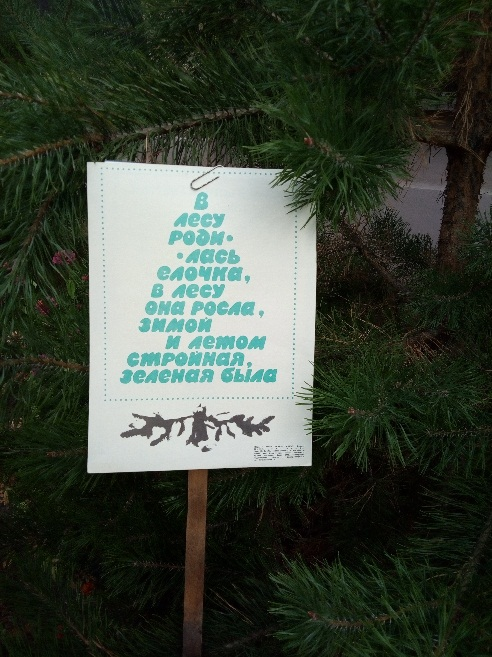 В
лесу
роди-
-лась
елочка,
в лесу
она росла,
зимой
и летом
стройная,
зеленая была